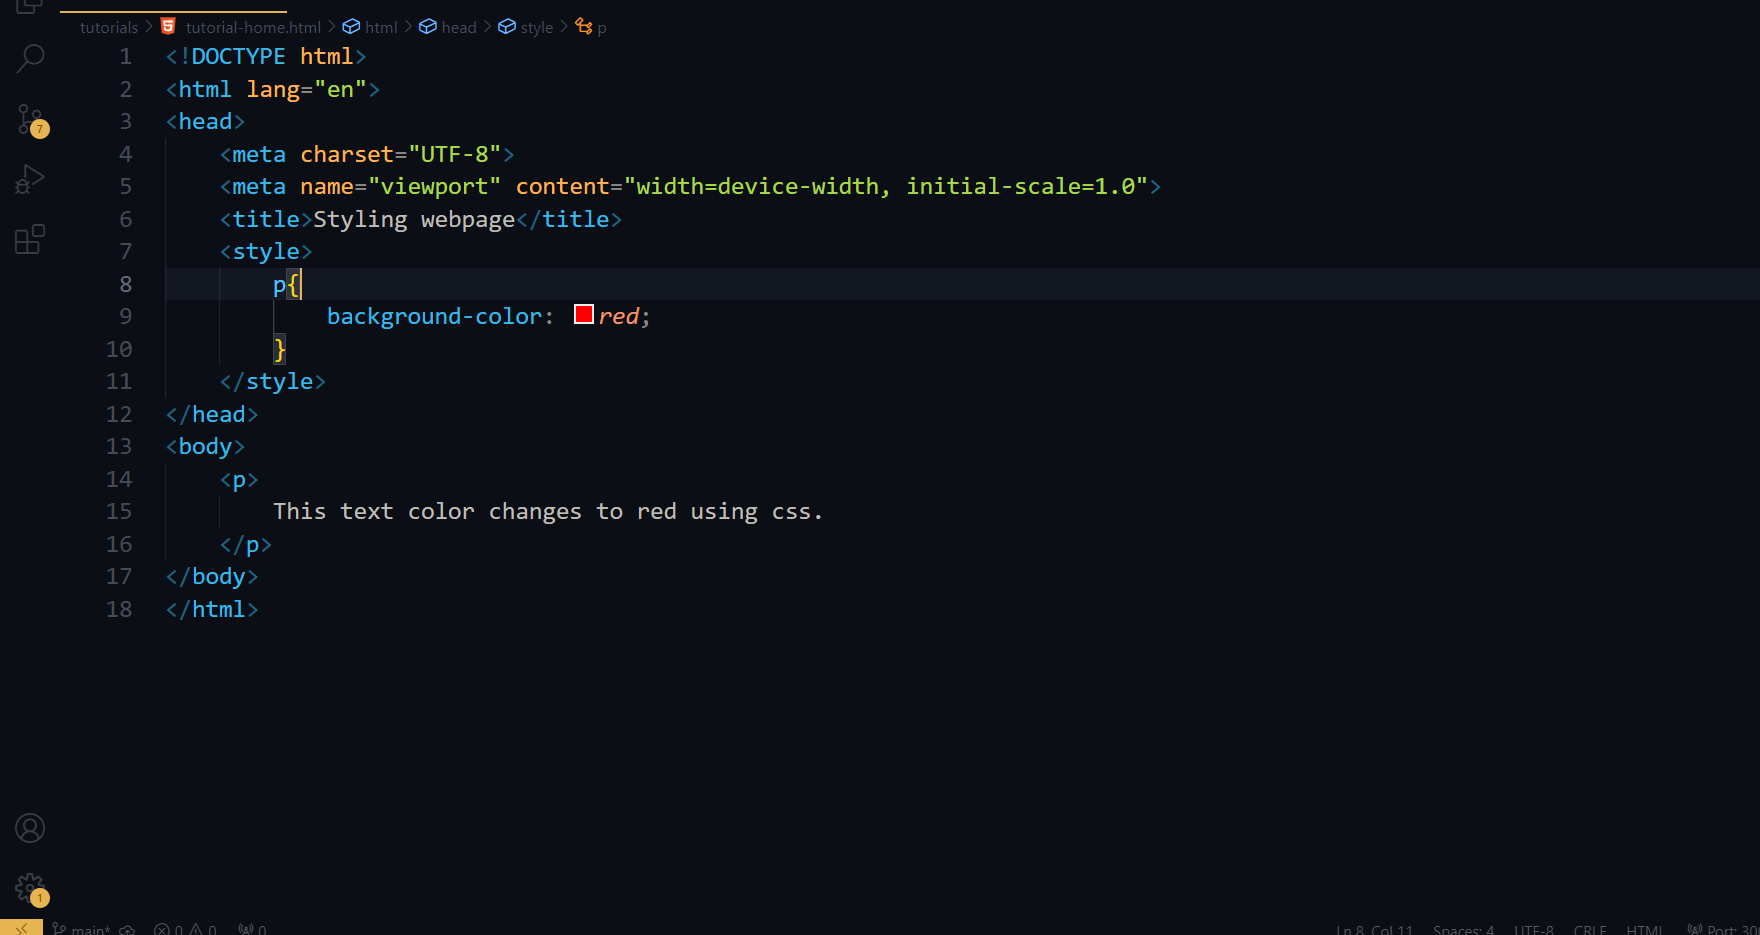 tutorials > tutorial-home.html > html > head > style > p
1 <!DOCTYPE html>
2 <html lang="en">
3 <head>
4 <meta charset="UTF-8">
5 <meta name="viewport" content="width=device-width, initial-scale=1.0">
6 <title>Styling webpage</title>
7 <style>
8 p{
9 background-color: red;
10 }
11 </style>
12 </head>
13 <body>
14 <p>
15 This text color changes to red using css.
16 </p>
17 </body>
18 </html>
7
1
main* 0 0 0 Ln 8, Col 11 Spaces: 4 UTF-8 CRLF HTML Port: 30